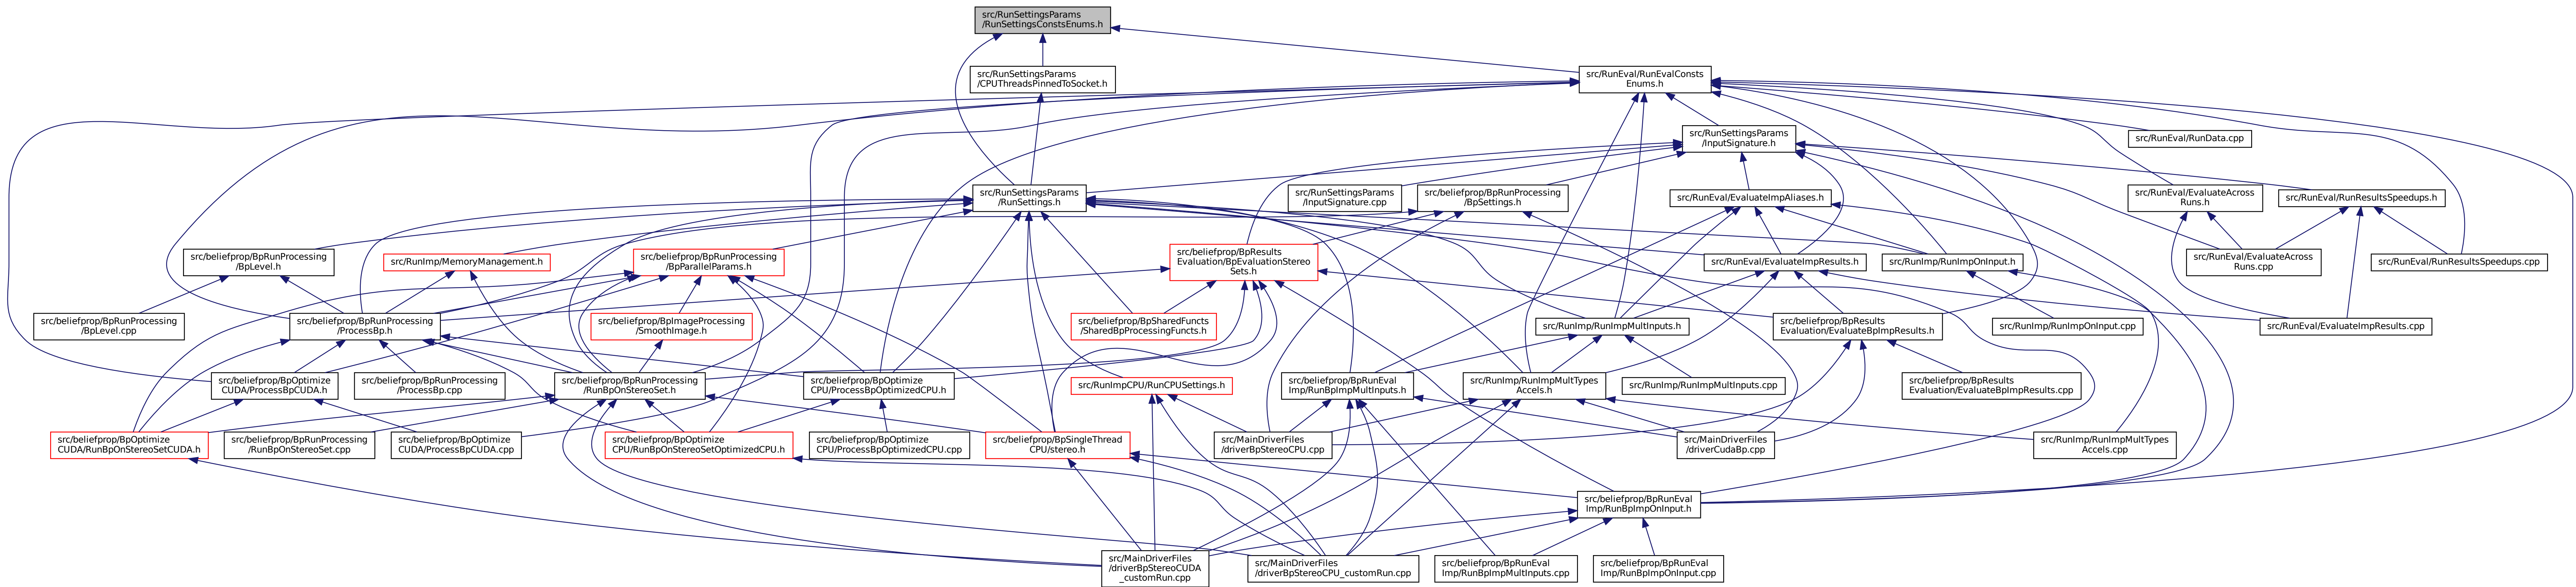 src/RunSettingsParams
/RunSettingsConstsEnums.h
src/RunSettingsParams
/CPUThreadsPinnedToSocket.h
src/RunEval/RunEvalConsts
Enums.h
src/RunSettingsParams
/InputSignature.h
src/RunEval/RunData.cpp
src/RunSettingsParams
/RunSettings.h
src/RunSettingsParams
/InputSignature.cpp
src/beliefprop/BpRunProcessing
/BpSettings.h
src/RunEval/EvaluateImpAliases.h
src/RunEval/EvaluateAcross
Runs.h
src/RunEval/RunResultsSpeedups.h
src/beliefprop/BpRunProcessing
/BpLevel.h
src/RunImp/MemoryManagement.h
src/beliefprop/BpRunProcessing
/BpParallelParams.h
src/beliefprop/BpResults
Evaluation/BpEvaluationStereo
Sets.h
src/RunEval/EvaluateImpResults.h
src/RunImp/RunImpOnInput.h
src/RunEval/EvaluateAcross
Runs.cpp
src/RunEval/RunResultsSpeedups.cpp
src/beliefprop/BpRunProcessing
/BpLevel.cpp
src/beliefprop/BpRunProcessing
/ProcessBp.h
src/beliefprop/BpImageProcessing
/SmoothImage.h
src/beliefprop/BpSharedFuncts
/SharedBpProcessingFuncts.h
src/RunImp/RunImpMultInputs.h
src/beliefprop/BpResults
Evaluation/EvaluateBpImpResults.h
src/RunImp/RunImpOnInput.cpp
src/RunEval/EvaluateImpResults.cpp
src/beliefprop/BpOptimize
CUDA/ProcessBpCUDA.h
src/beliefprop/BpRunProcessing
/ProcessBp.cpp
src/beliefprop/BpRunProcessing
/RunBpOnStereoSet.h
src/beliefprop/BpOptimize
CPU/ProcessBpOptimizedCPU.h
src/RunImpCPU/RunCPUSettings.h
src/beliefprop/BpRunEval
Imp/RunBpImpMultInputs.h
src/RunImp/RunImpMultTypes
Accels.h
src/RunImp/RunImpMultInputs.cpp
src/beliefprop/BpResults
Evaluation/EvaluateBpImpResults.cpp
src/beliefprop/BpOptimize
CUDA/RunBpOnStereoSetCUDA.h
src/beliefprop/BpRunProcessing
/RunBpOnStereoSet.cpp
src/beliefprop/BpOptimize
CUDA/ProcessBpCUDA.cpp
src/beliefprop/BpOptimize
CPU/RunBpOnStereoSetOptimizedCPU.h
src/beliefprop/BpOptimize
CPU/ProcessBpOptimizedCPU.cpp
src/beliefprop/BpSingleThread
CPU/stereo.h
src/MainDriverFiles
/driverBpStereoCPU.cpp
src/MainDriverFiles
/driverCudaBp.cpp
src/RunImp/RunImpMultTypes
Accels.cpp
src/beliefprop/BpRunEval
Imp/RunBpImpOnInput.h
src/MainDriverFiles
/driverBpStereoCUDA
_customRun.cpp
src/MainDriverFiles
/driverBpStereoCPU_customRun.cpp
src/beliefprop/BpRunEval
Imp/RunBpImpMultInputs.cpp
src/beliefprop/BpRunEval
Imp/RunBpImpOnInput.cpp